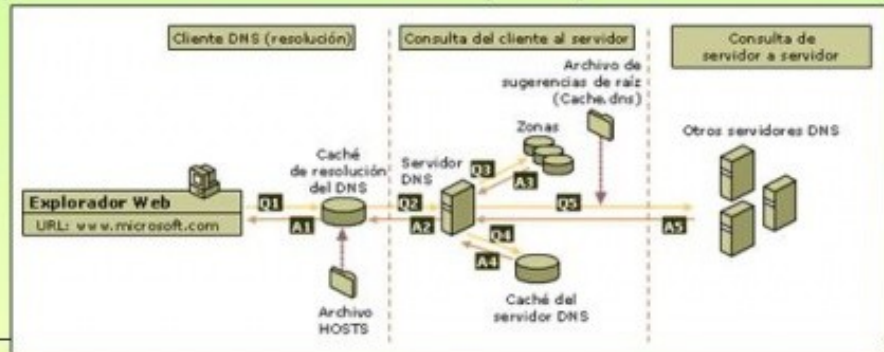 Cliente DNS (resolución)
Consulta del cliente al servidor
Consulta de
servidor a servidor
Archivo de
sugerencias de raíz
(Cache.dns)
Zonas
Otros servidores DNS
Caché
de resolución
del DNS
Servidor
DNS
Q3
A3
Explorador Web
URL: www.microsoft.com
Q1
A1
Q2
A2
Q5
A5
Q4
A4
Archivo
HOSTS
Caché del
servidor DNS